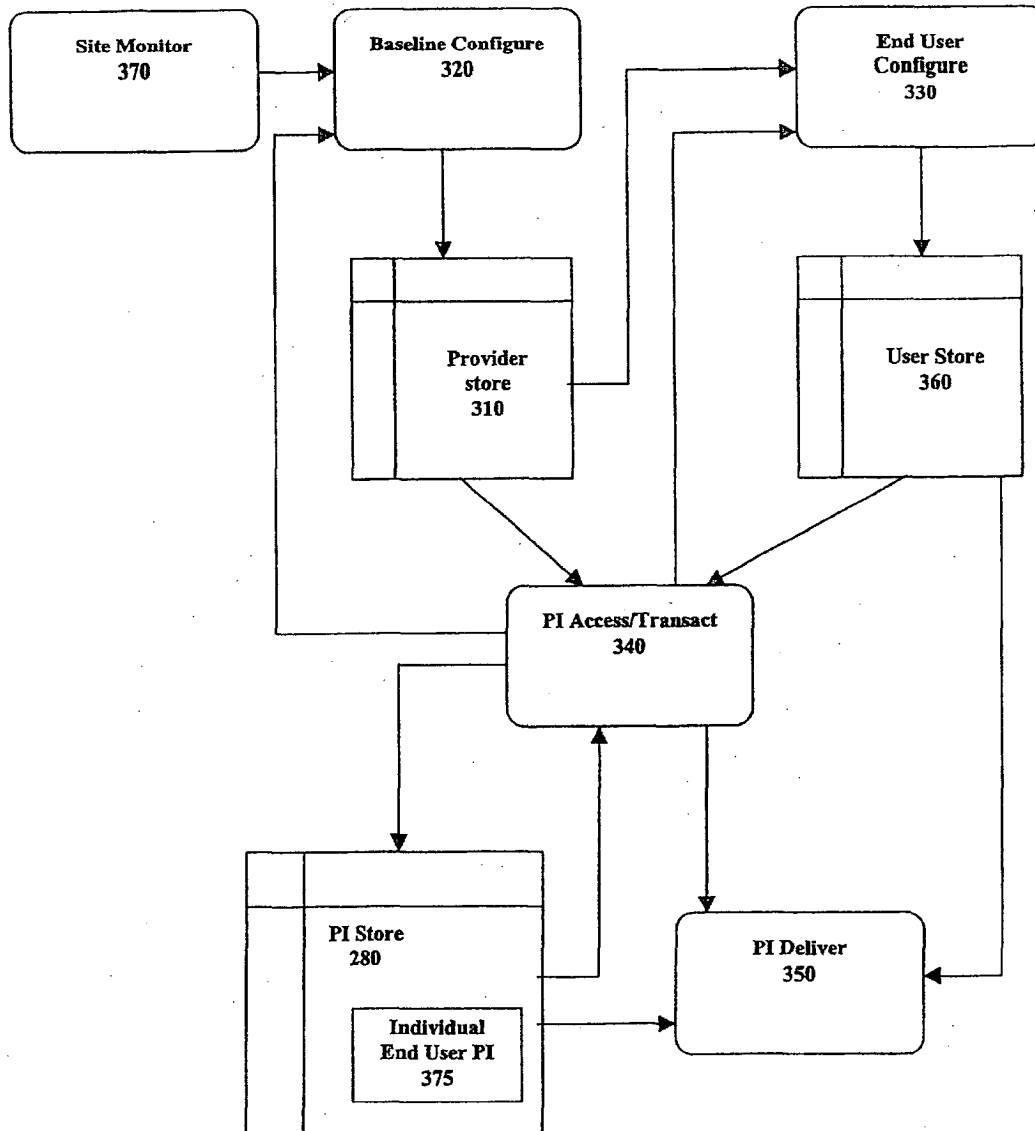 Site Monitor
370
Baseline Configure
320
End User
Configure
330
Provider
store
310
User Store
360
PI Access/Transact
340
PI Store
280
Individual
End User PI
375
PI Deliver
350